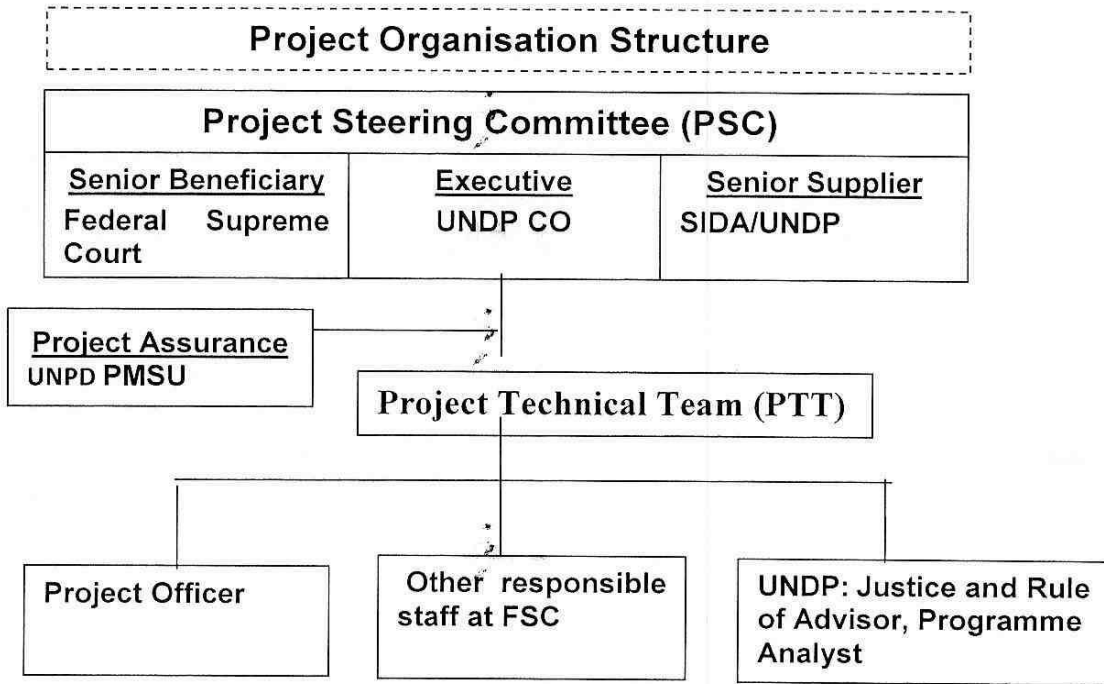 Project Organisation Structure
Project Steering Committee (PSC)
Senior Beneficiary
Federal Supreme
Court
Executive
UNDP CO
Senior Supplier
SIDA/UNDP
Project Assurance
UNPD PMSU
Project Technical Team (PTT)
Project Officer
Other responsible
staff at FSC
UNDP: Justice and Rule
of Advisor, Programme
Analyst